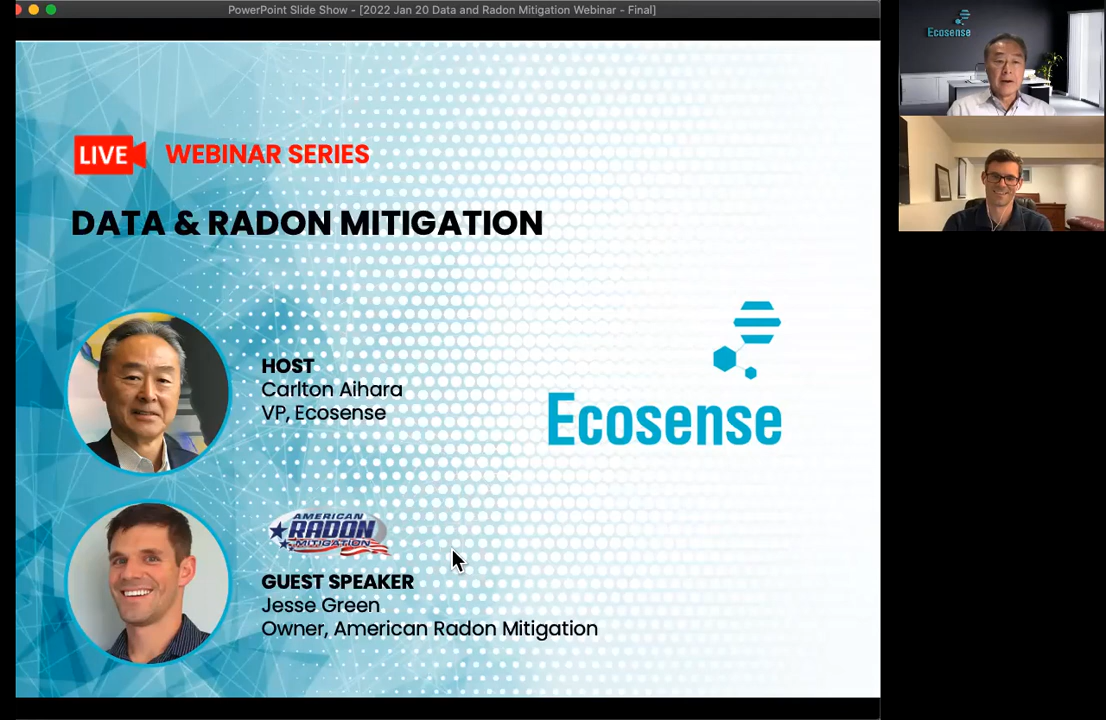 PowerPoint Slide Show - [2022 Jan 20 Data and Radon Mitigation Webinar - Final]
Ecosense
LIVE WEBINAR SERIES
DATA & RADON MITIGATION
HOST
Carlton Aihara
VP, Ecosense
Ecosense
AMERICAN
RADON
MITIGATION
GUEST SPEAKER
Jesse Green
Owner, American Radon Mitigation